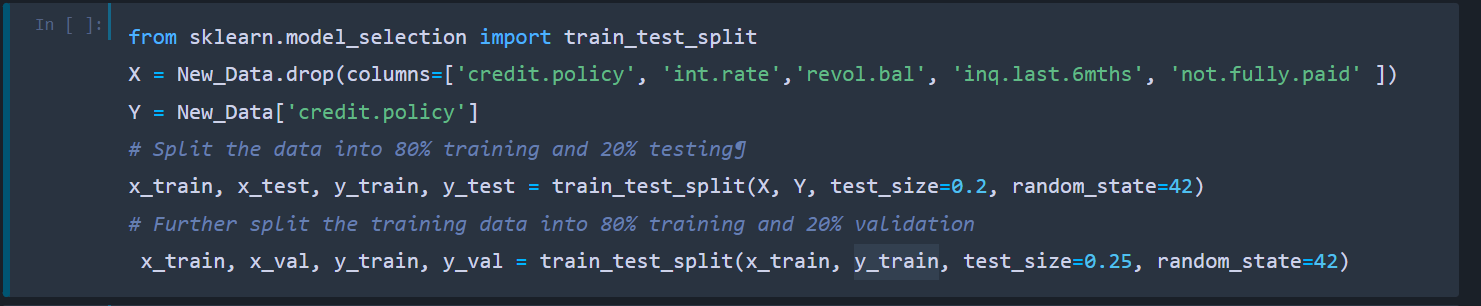 In [ ]:
from sklearn.model_selection import train_test_split
X = New_Data.drop(columns=['credit.policy', 'int.rate','revol.bal', 'inq.last.6mths', 'not.fully.paid' ])
Y = New_Data['credit.policy']
# Split the data into 80% training and 20% testing¶
x_train, x_test, y_train, y_test = train_test_split(X, Y, test_size=0.2, random_state=42)
# Further split the training data into 80% training and 20% validation
 x_train, x_val, y_train, y_val = train_test_split(x_train, y_train, test_size=0.25, random_state=42)